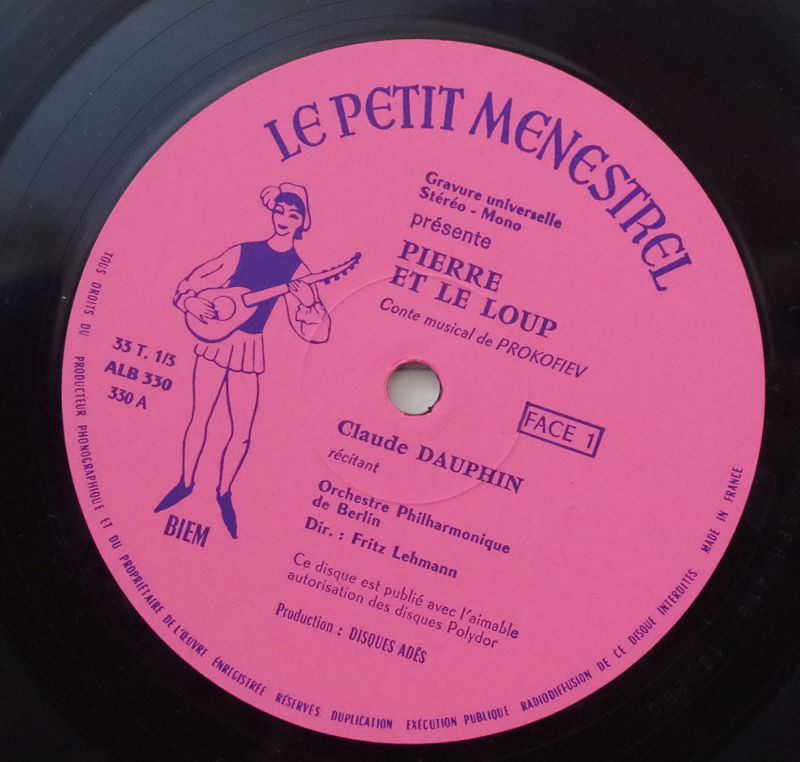 LE PETIT MENESTREL
Gravure universelle
Stéréo - Mono
présente
PIERRE
ET LE LOUP
Conte musical de PROKOFIEV
33 T. 1/3
ALB 330
330 A
FACE 1
Claude DAUPHIN
récitant
Orchestre Philharmonique
de Berlin
Dir. : Fritz Lehmann
BIEM
Ce disque est publié avec l'aimable
autorisation des disques Polydor
Production : DISQUES ADÈS
TOUS DROITS DU PRODUCTEUR PHONOGRAPHIQUE ET DU PROPRIÉTAIRE DE L'ŒUVRE ENREGISTRÉE RÉSERVÉS. DUPLICATION EXÉCUTION PUBLIQUE RADIODIFFUSION DE CE DISQUE INTERDITES MADE IN FRANCE